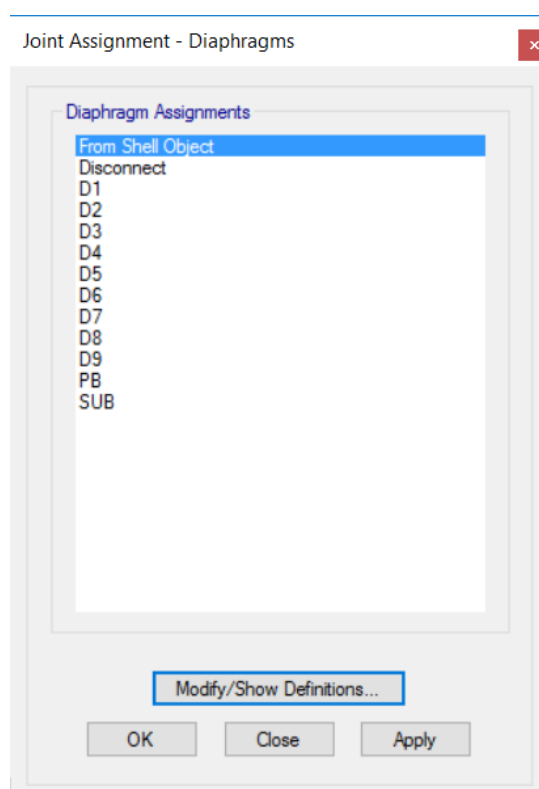 Joint Assignment - Diaphragms
Diaphragm Assignments
From Shell Object
Disconnect
D1
D2
D3
D4
D5
D6
D7
D8
D9
PB
SUB
Modify/Show Definitions...
OK Close Apply